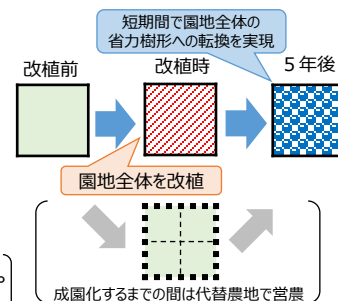 短期間で園地全体の
省力樹形への転換を実現
改植前
改植時
５年後
園地全体を改植
成園化するまでの間は代替農地で営農